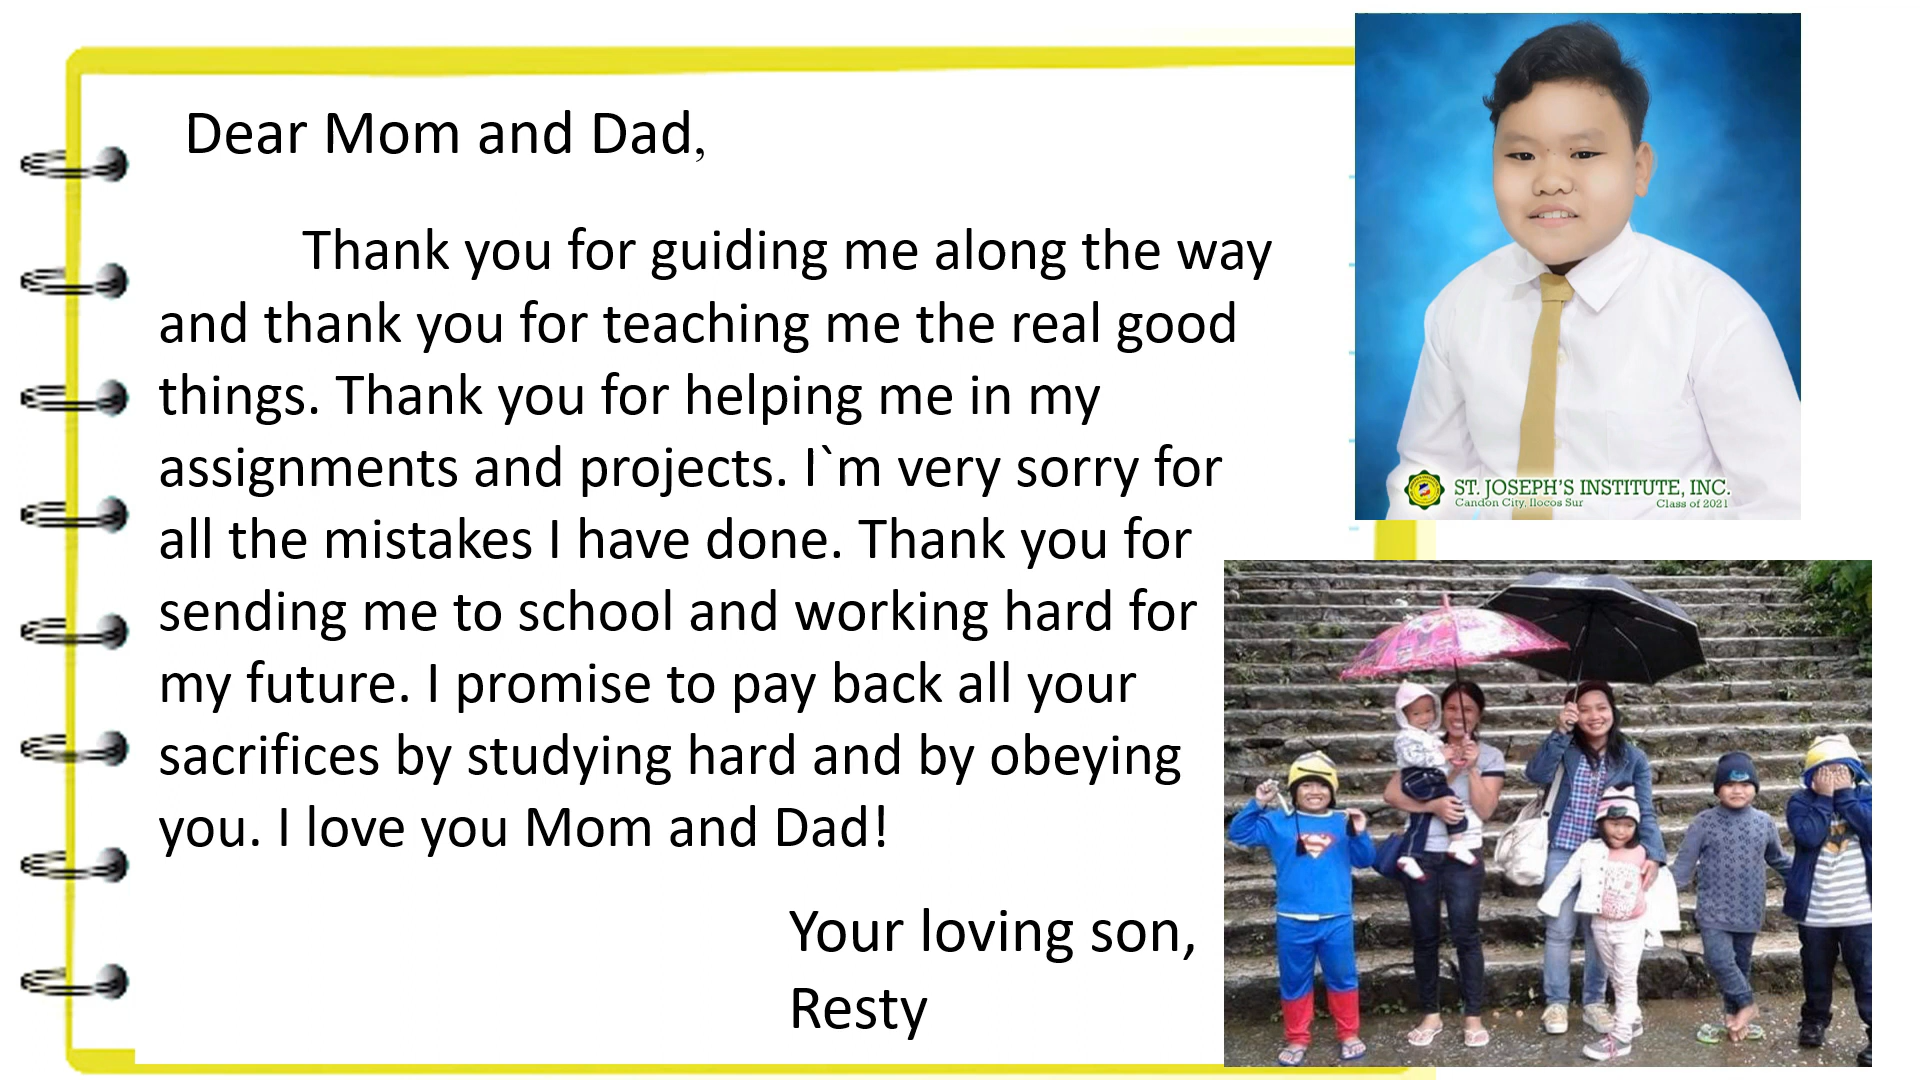 Dear Mom and Dad,
Thank you for guiding me along the way
and thank you for teaching me the real good
things. Thank you for helping me in my
assignments and projects. I`m very sorry for
all the mistakes I have done. Thank you for
sending me to school and working hard for
my future. I promise to pay back all your
sacrifices by studying hard and by obeying
you. I love you Mom and Dad!
Your loving son,
Resty
ST. JOSEPH'S INSTITUTE, INC.
Candon City, Ilocos Sur Class of 2021